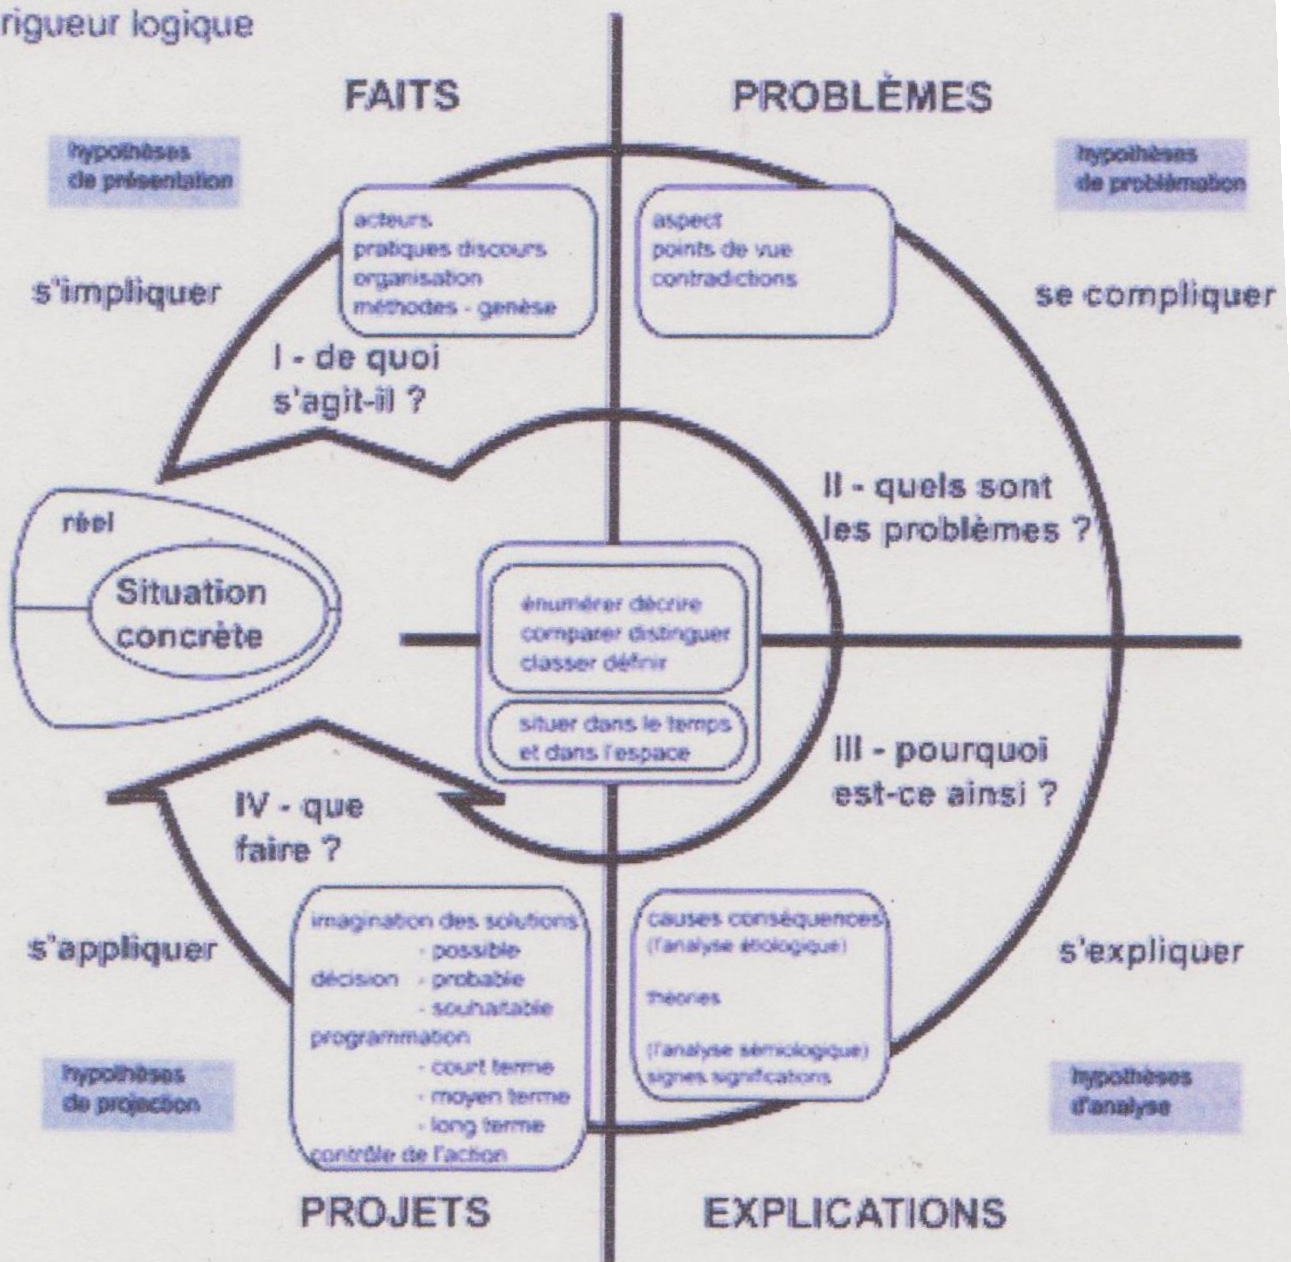 rigueur logique
FAITS
PROBLÈMES
hypothèses
de présentation
hypothèses
de problémation
s'impliquer
se compliquer
acteurs
pratiques discours
organisation
méthodes - genèse
aspect
points de vue
contradictions
I - de quoi
s'agit-il ?
II - quels sont
les problèmes ?
réel
Situation
concrète
énumérer décrire
comparer distinguer
classer définir
situer dans le temps
et dans l'espace
III - pourquoi
est-ce ainsi ?
IV - que
faire ?
s'appliquer
s'expliquer
imagination des solutions
- possible
décision - probable
- souhaitable
programmation
- court terme
- moyen terme
- long terme
contrôle de l'action
causes conséquences
(l'analyse étiologique)
théories
(l'analyse sémiologique)
signes significations
hypothèses
de projection
hypothèses
d'analyse
PROJETS
EXPLICATIONS